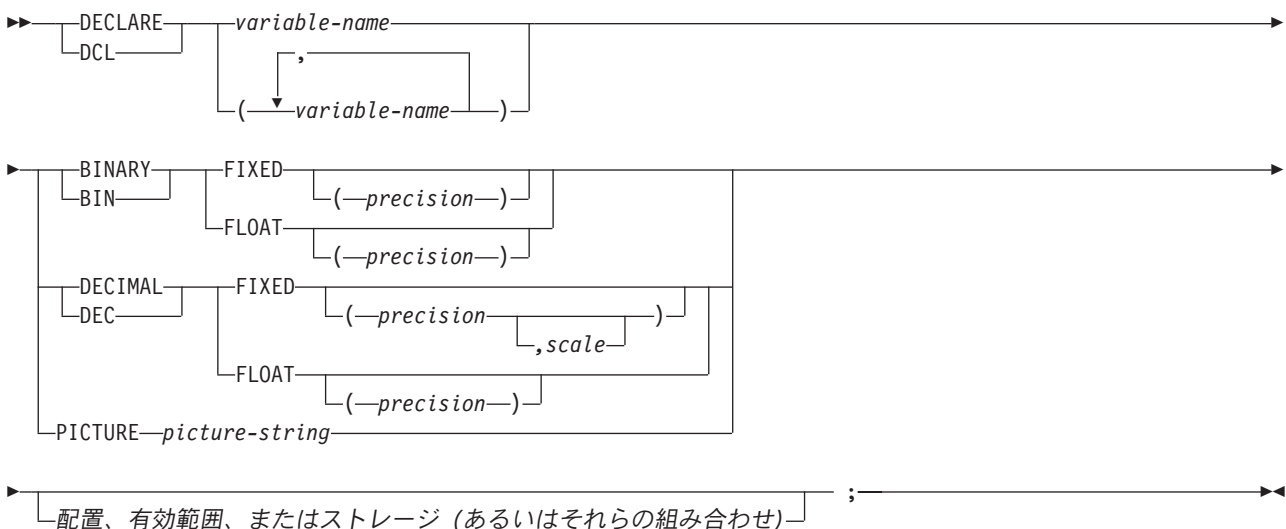 DECLARE variable-name
DCL ,
( variable-name )
BINARY FIXED
BIN (precision)
FLOAT
(precision)
DECIMAL FIXED
DEC (precision )
,scale
FLOAT
(precision)
PICTURE picture-string
;
配置、有効範囲、またはストレージ (あるいはそれらの組み合わせ)